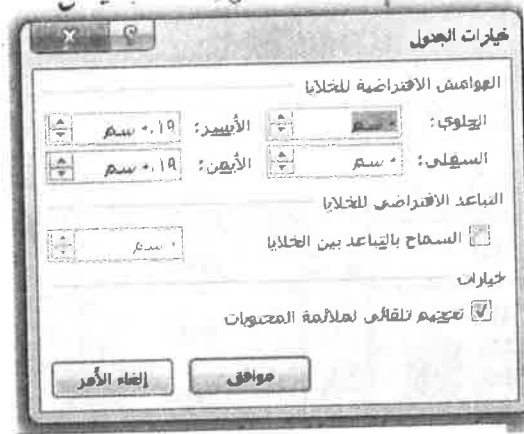 خيارات الجدول
الهوامش الافتراضية للخلايا
العلوي: ٠ سم الأيسر: ٠.١٩ سم
السفلي: ٠ سم الأيمن: ٠.١٩ سم
التباعد الافتراضي للخلايا
السماح بالتباعد بين الخلايا ٠ سم
خيارات
تحجيم تلقائي لملائمة المحتويات
موافق إلغاء الأمر